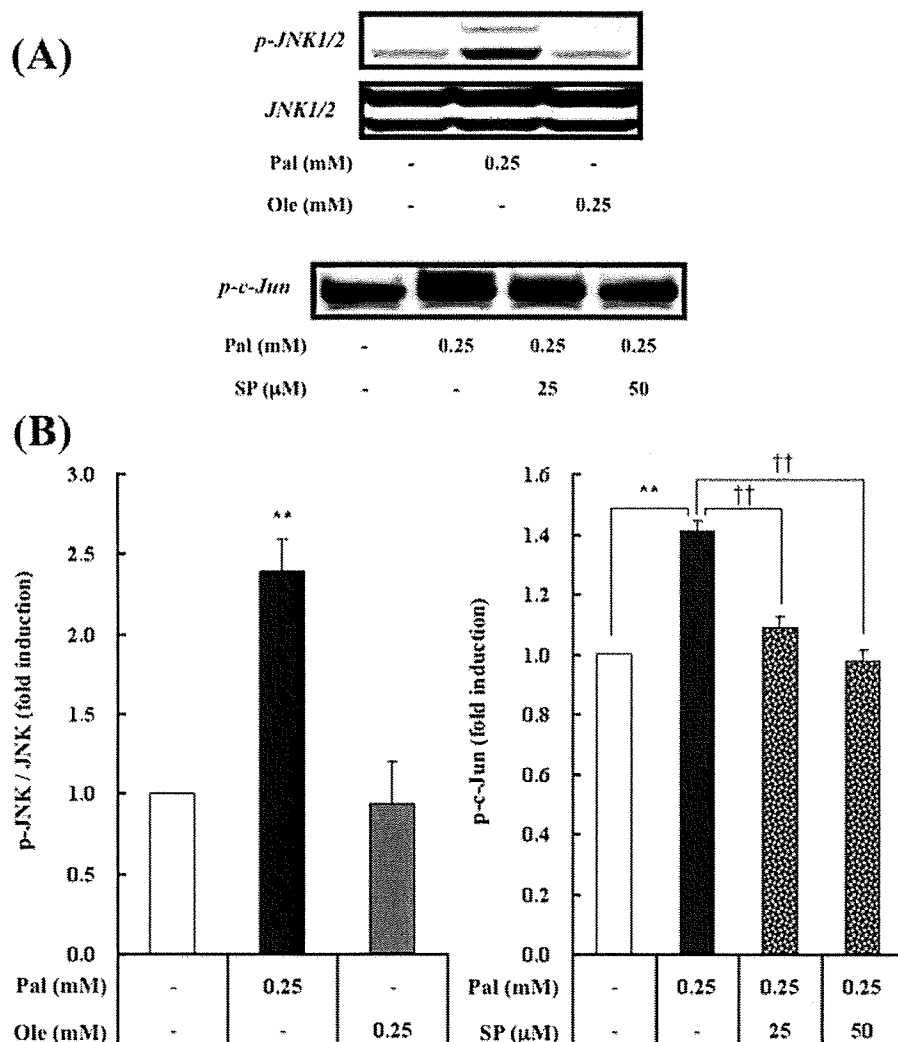 (A)
p-JNK1/2
JNK1/2
Pal (mM) - 0.25 -
Ole (mM) - - 0.25
p-c-Jun
Pal (mM) - 0.25 0.25 0.25
SP (μM) - - 25 50
(B)
p-JNK / JNK (fold induction)
3.0
2.5
2.0
1.5
1.0
0.5
0.0
**
Pal (mM) - 0.25 -
Ole (mM) - - 0.25
p-c-Jun (fold induction)
1.6
1.4
1.2
1.0
0.8
0.6
0.4
0.2
0.0
††
** ††
Pal (mM) - 0.25 0.25 0.25
SP (μM) - - 25 50